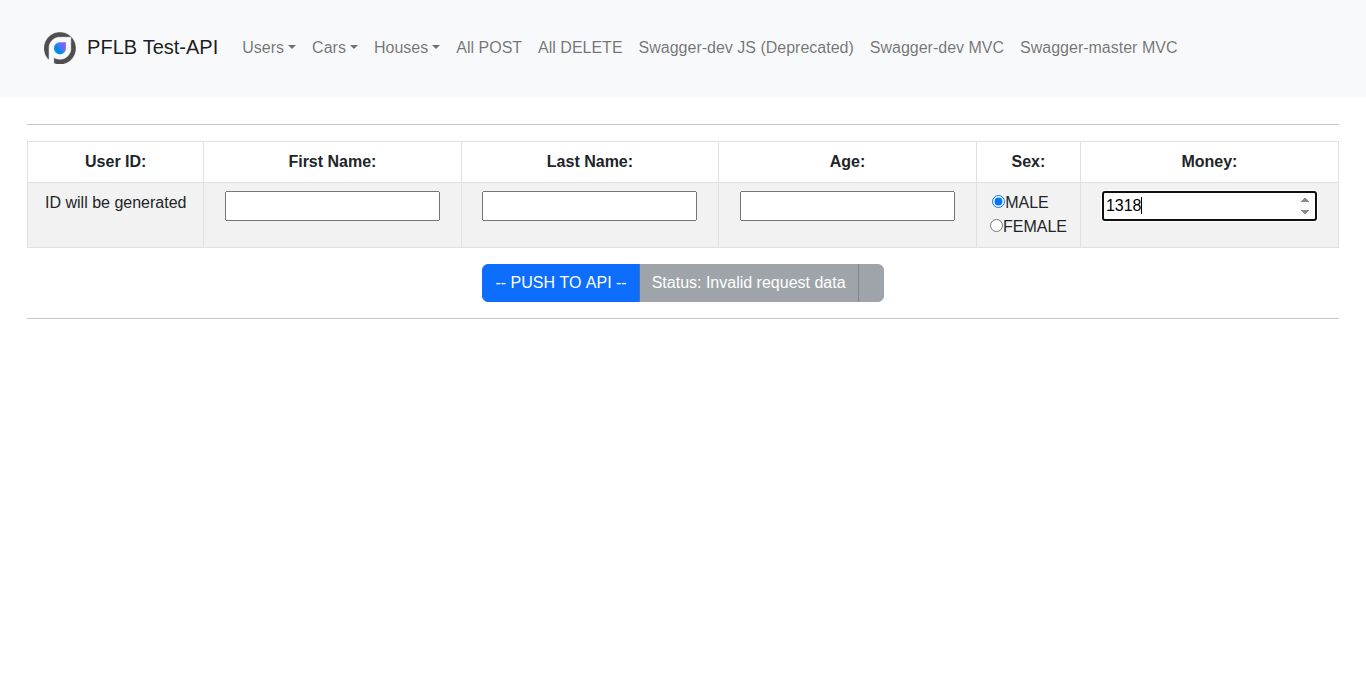 PFLB Test-API Users Cars Houses All POST All DELETE Swagger-dev JS (Deprecated) Swagger-dev MVC Swagger-master MVC
User ID: First Name: Last Name: Age: Sex: Money:
ID will be generated MALE 1318
FEMALE
-- PUSH TO API -- Status: Invalid request data